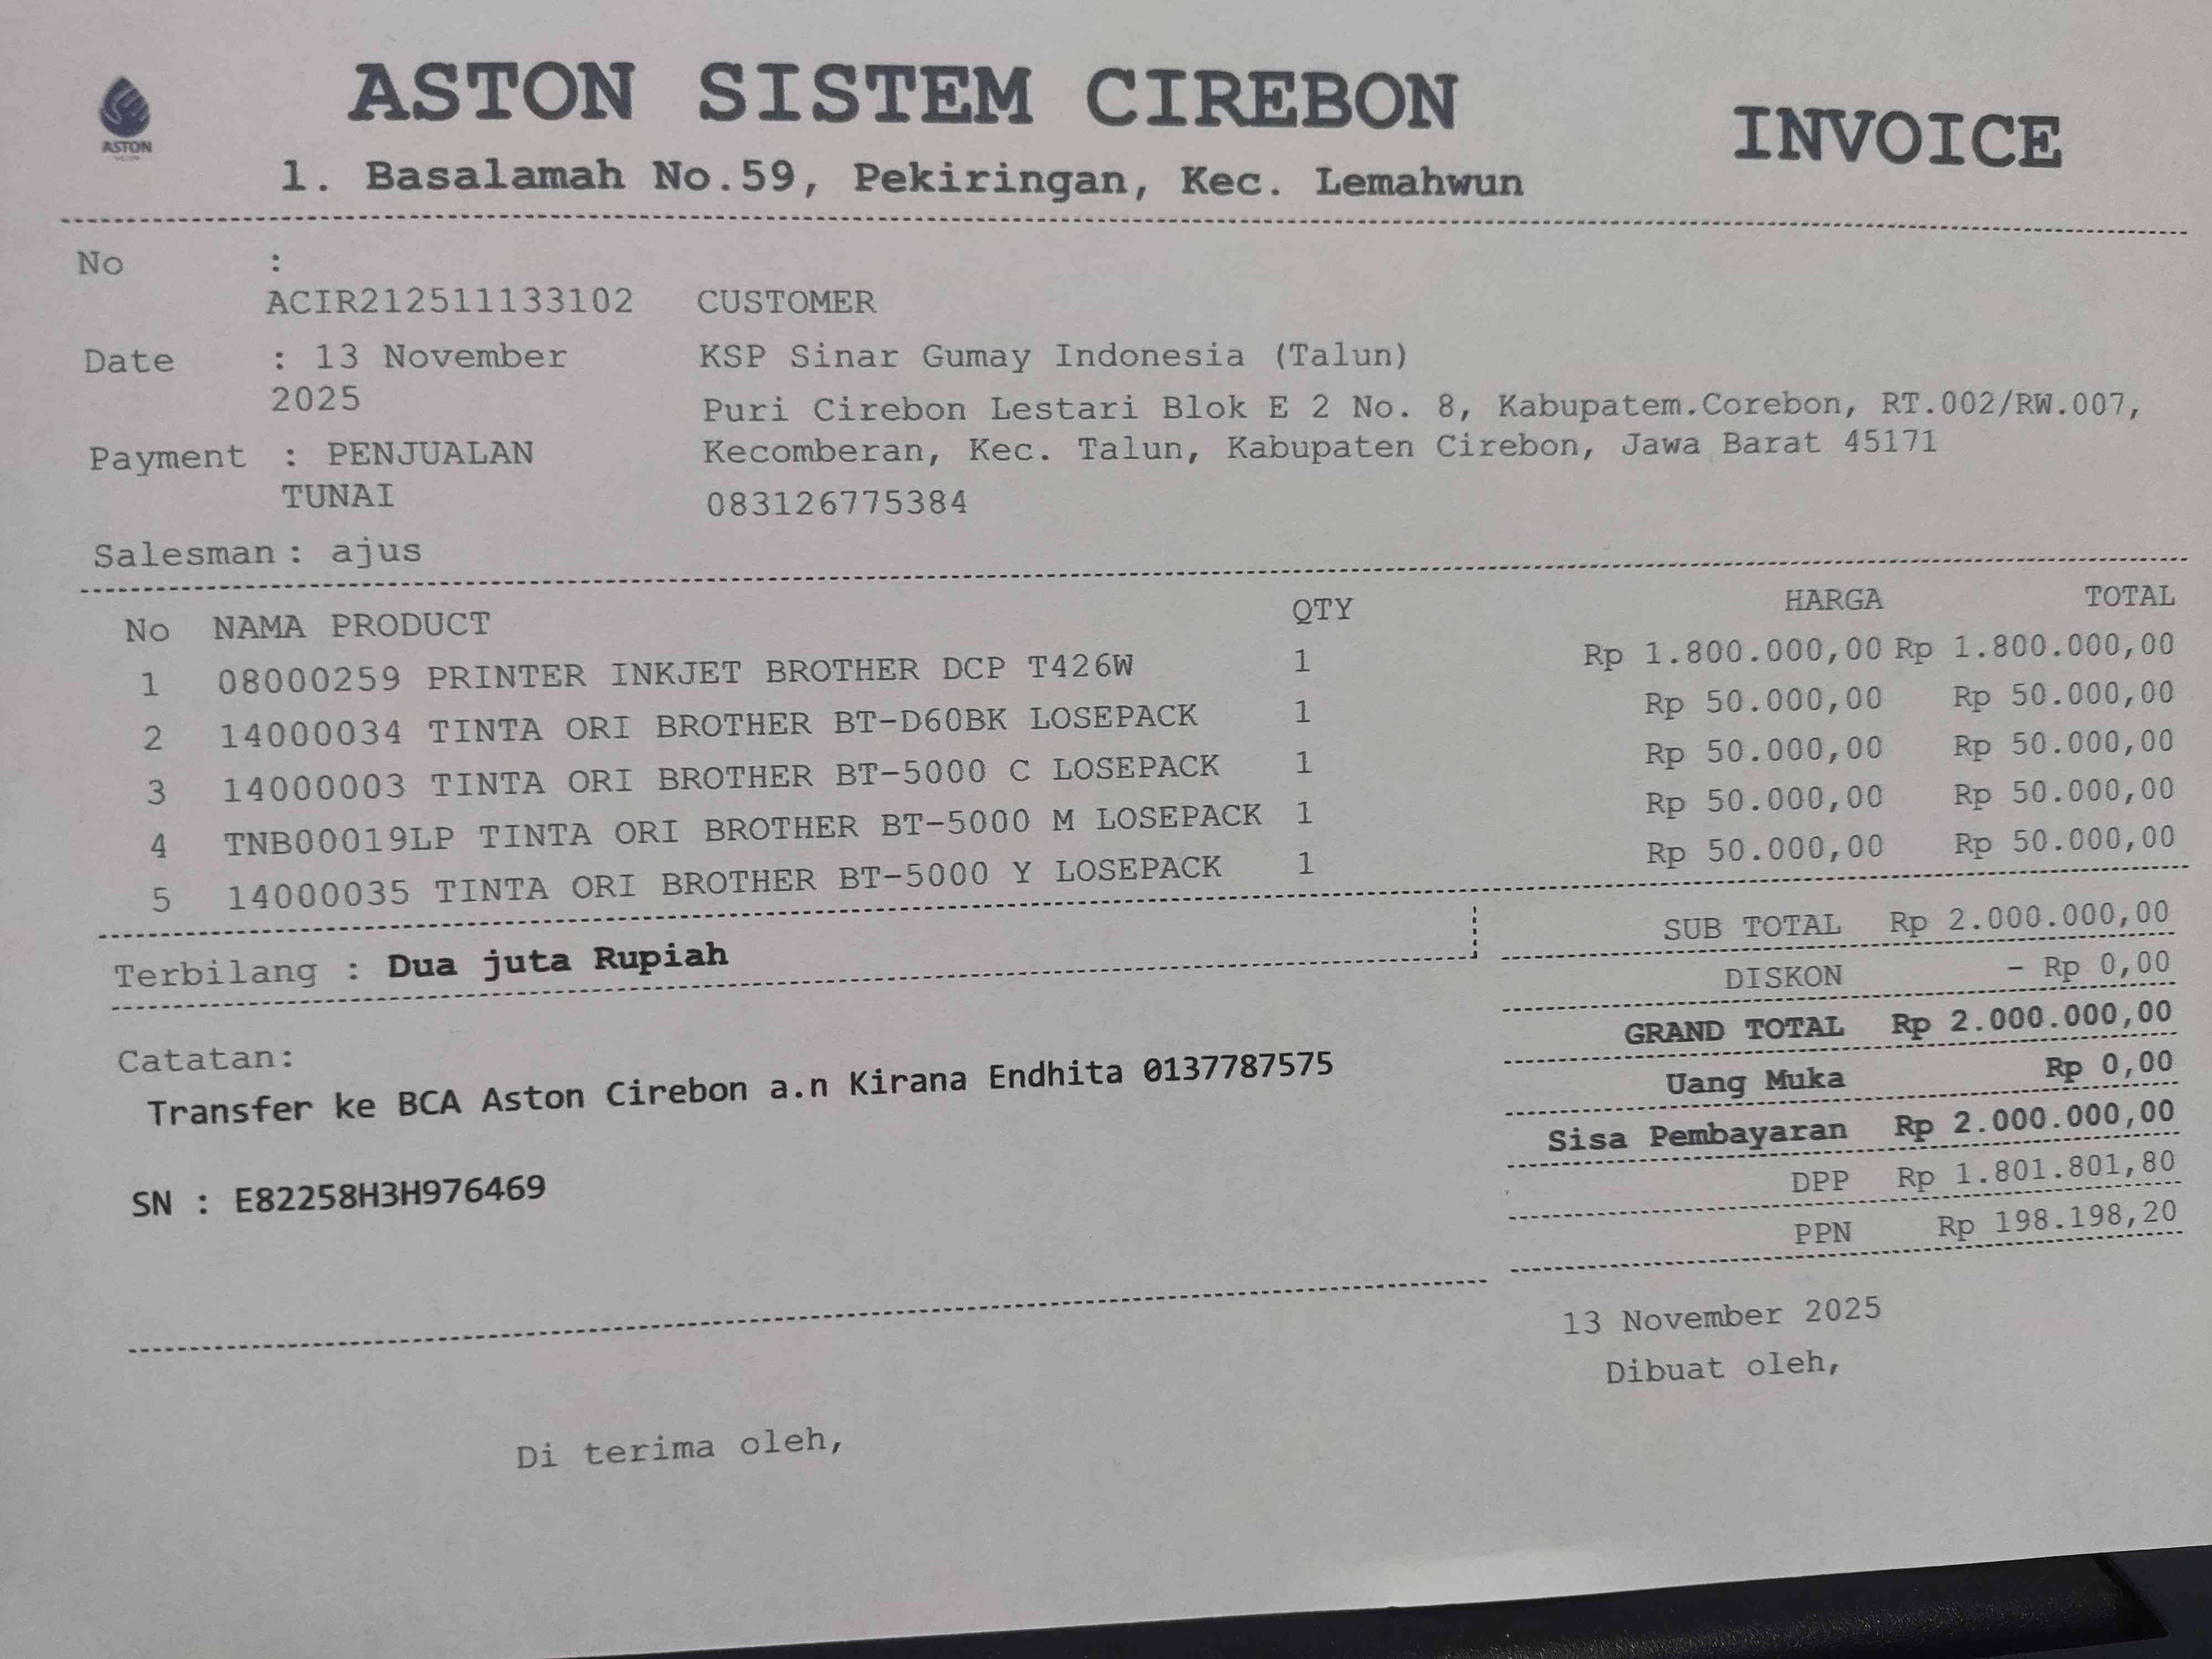 ASTON SISTEM CIREBON
INVOICE
ASTON
1. Basalamah No.59, Pekiringan, Kec. Lemahwun
No :
ACIR212511133102
Date : 13 November
2025
Payment : PENJUALAN
TUNAI
Salesman : ajus
CUSTOMER
KSP Sinar Gumay Indonesia (Talun)
Puri Cirebon Lestari Blok E 2 No. 8, Kabupatem.Corebon, RT.002/RW.007,
Kecomberan, Kec. Talun, Kabupaten Cirebon, Jawa Barat 45171
083126775384
No NAMA PRODUCT QTY HARGA TOTAL
1 08000259 PRINTER INKJET BROTHER DCP T426W 1 Rp 1.800.000,00 Rp 1.800.000,00
2 14000034 TINTA ORI BROTHER BT-D60BK LOSEPACK 1 Rp 50.000,00 Rp 50.000,00
3 14000003 TINTA ORI BROTHER BT-5000 C LOSEPACK 1 Rp 50.000,00 Rp 50.000,00
4 TNB00019LP TINTA ORI BROTHER BT-5000 M LOSEPACK 1 Rp 50.000,00 Rp 50.000,00
5 14000035 TINTA ORI BROTHER BT-5000 Y LOSEPACK 1 Rp 50.000,00 Rp 50.000,00
Terbilang : Dua juta Rupiah
SUB TOTAL Rp 2.000.000,00
DISKON - Rp 0,00
GRAND TOTAL Rp 2.000.000,00
Uang Muka Rp 0,00
Sisa Pembayaran Rp 2.000.000,00
DPP Rp 1.801.801,80
PPN Rp 198.198,20
Catatan:
Transfer ke BCA Aston Cirebon a.n Kirana Endhita 0137787575
SN : E82258H3H976469
13 November 2025
Dibuat oleh,
Di terima oleh,